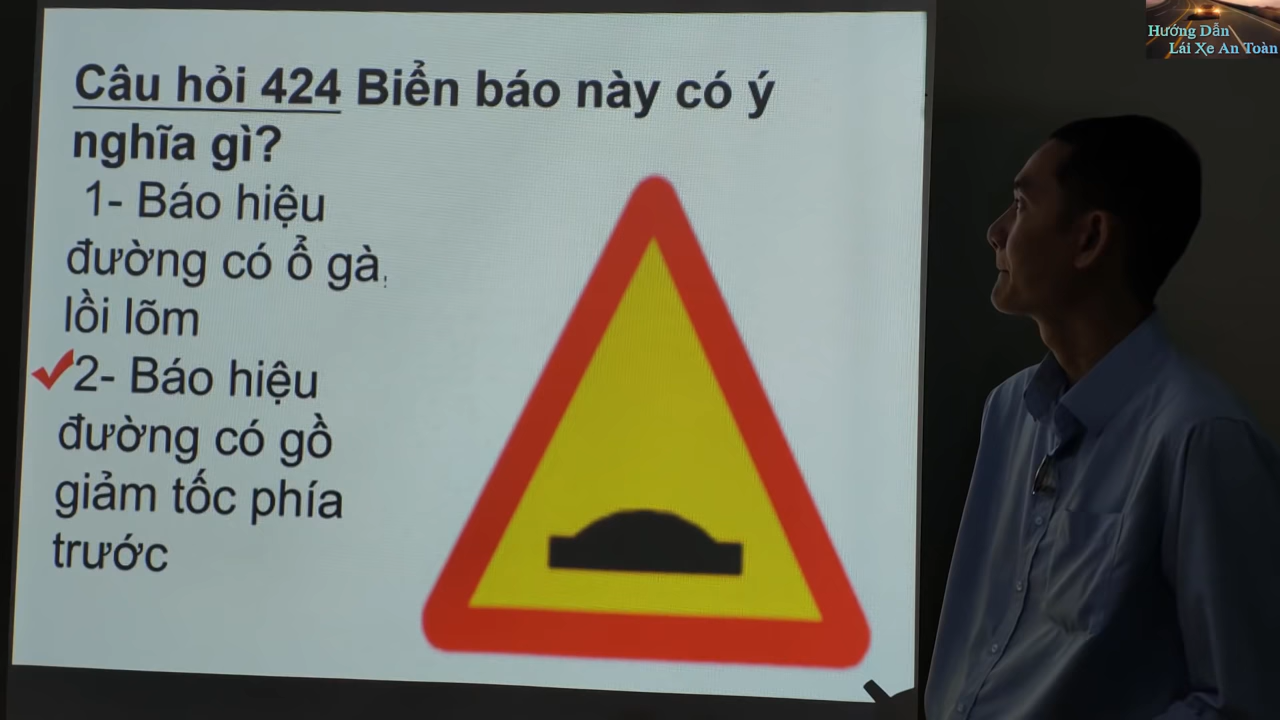 Hướng Dẫn
Lái Xe An Toàn
Câu hỏi 424 Biển báo này có ý
nghĩa gì?
1- Báo hiệu
đường có ổ gà,
lồi lõm
2- Báo hiệu
đường có gồ
giảm tốc phía
trước